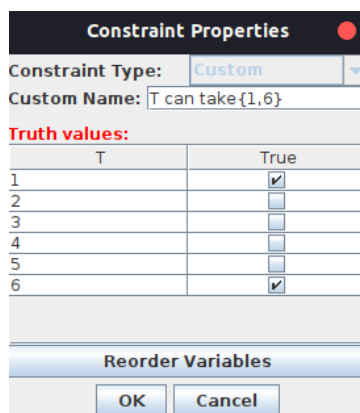 Constraint Properties
Constraint Type: Custom
Custom Name: T can take{1,6}
Truth values:
T True
1
2
3
4
5
6
Reorder Variables
OK Cancel